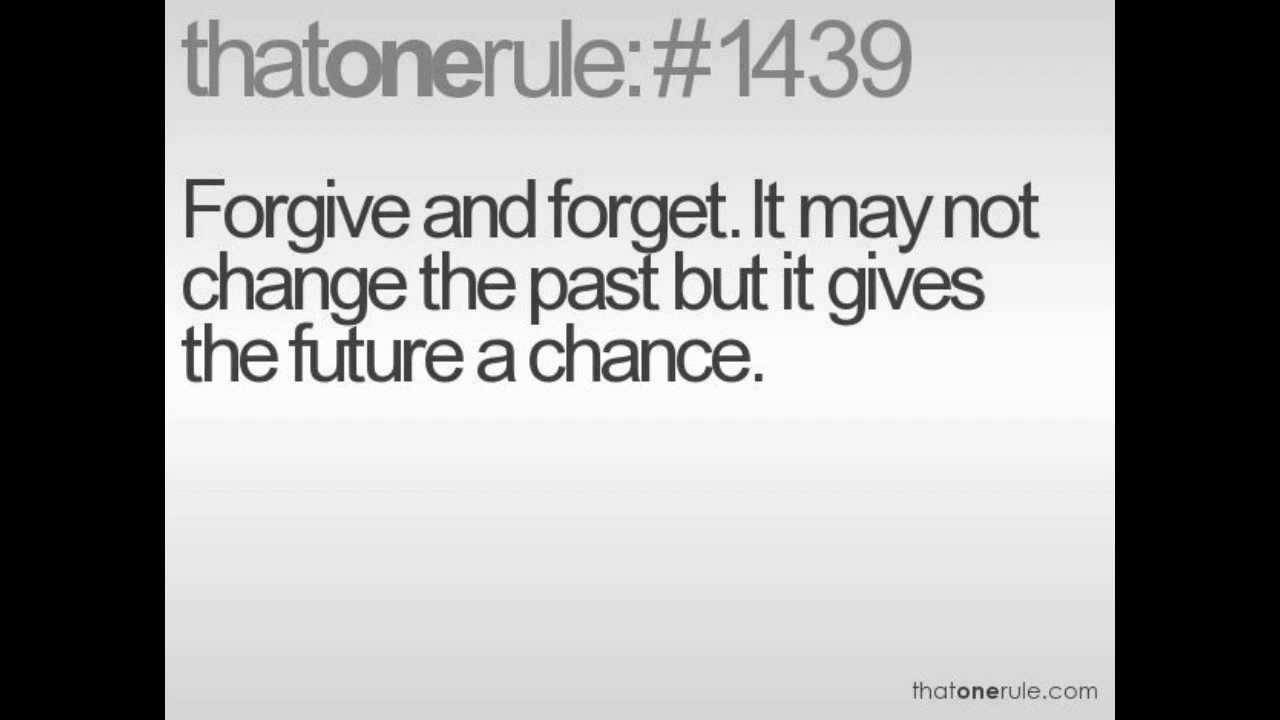 thatonerule: #1439
Forgive and forget. It may not
change the past but it gives
the future a chance.
thatonerule.com